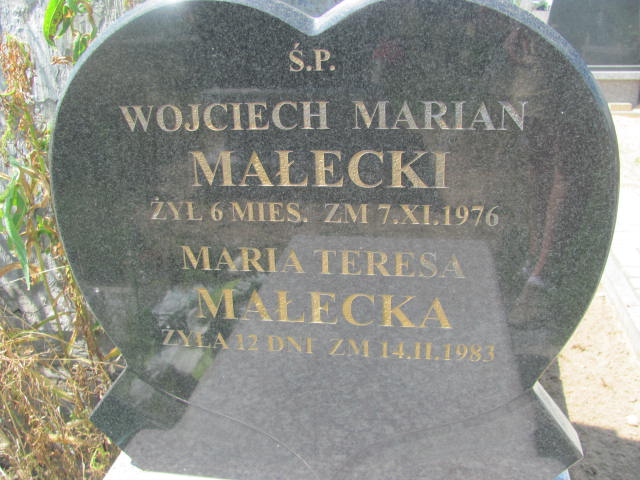 Ś.P.
WOJCIECH MARIAN
MAŁECKI
ŻYŁ 6 MIES. ZM 7.XI.1976
MARIA TERESA
MAŁECKA
ŻYŁA 12 DNI ZM 14.II.1983